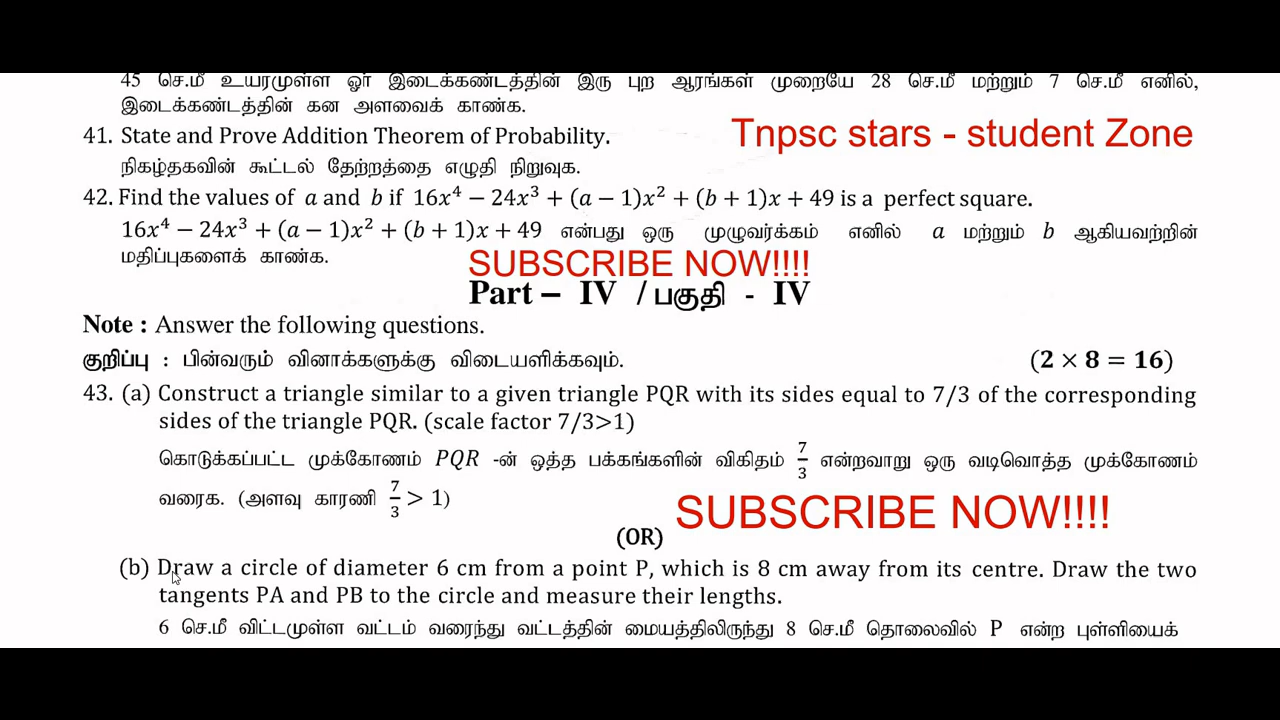 45 செ.மீ உயரமுள்ள ஓர் இடைக்கண்டத்தின் இரு புற ஆரங்கள் முறையே 28 செ.மீ மற்றும் 7 செ.மீ எனில்,
இடைக்கண்டத்தின் கன அளவைக் காண்க.
41. State and Prove Addition Theorem of Probability.
Tnpsc stars - student Zone
நிகழ்தகவின் கூட்டல் தேற்றத்தை எழுதி நிறுவுக.
42. Find the values of a and b if 16x⁴ − 24x³ + (a − 1)x² + (b + 1)x + 49 is a perfect square.
16x⁴ − 24x³ + (a − 1)x² + (b + 1)x + 49 என்பது ஒரு முழுவர்க்கம் எனில் a மற்றும் b ஆகியவற்றின்
மதிப்புகளைக் காண்க.
SUBSCRIBE NOW!!!!
Part – IV / பகுதி - IV
Note : Answer the following questions.
குறிப்பு : பின்வரும் வினாக்களுக்கு விடையளிக்கவும். (2 × 8 = 16)
43. (a) Construct a triangle similar to a given triangle PQR with its sides equal to 7/3 of the corresponding
sides of the triangle PQR. (scale factor 7/3>1)
கொடுக்கப்பட்ட முக்கோணம் PQR -ன் ஒத்த பக்கங்களின் விகிதம் 7/3 என்றவாறு ஒரு வடிவொத்த முக்கோணம்
வரைக. (அளவு காரணி 7/3 > 1)
SUBSCRIBE NOW!!!!
(OR)
(b) Draw a circle of diameter 6 cm from a point P, which is 8 cm away from its centre. Draw the two
tangents PA and PB to the circle and measure their lengths.
6 செ.மீ விட்டமுள்ள வட்டம் வரைந்து வட்டத்தின் மையத்திலிருந்து 8 செ.மீ தொலைவில் P என்ற புள்ளியைக்